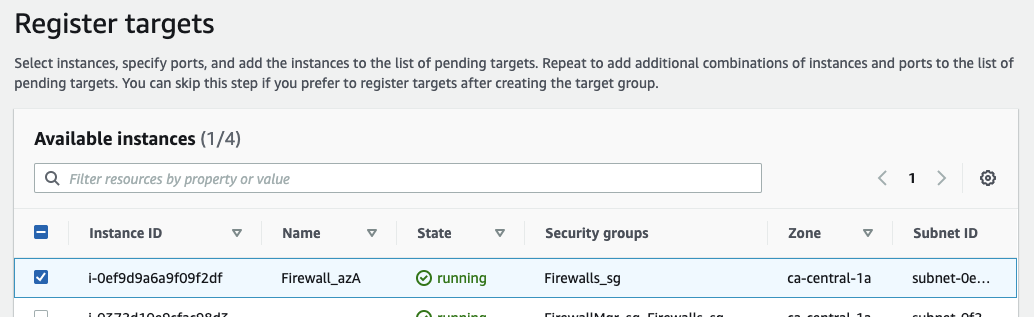 Register targets
Select instances, specify ports, and add the instances to the list of pending targets. Repeat to add additional combinations of instances and ports to the list of
pending targets. You can skip this step if you prefer to register targets after creating the target group.
Available instances (1/4)
Filter resources by property or value
1
Instance ID Name State Security groups Zone Subnet ID
i-0ef9d9a6a9f09f2df Firewall_azA running Firewalls_sg ca-central-1a subnet-0e...
running ca-central-1a